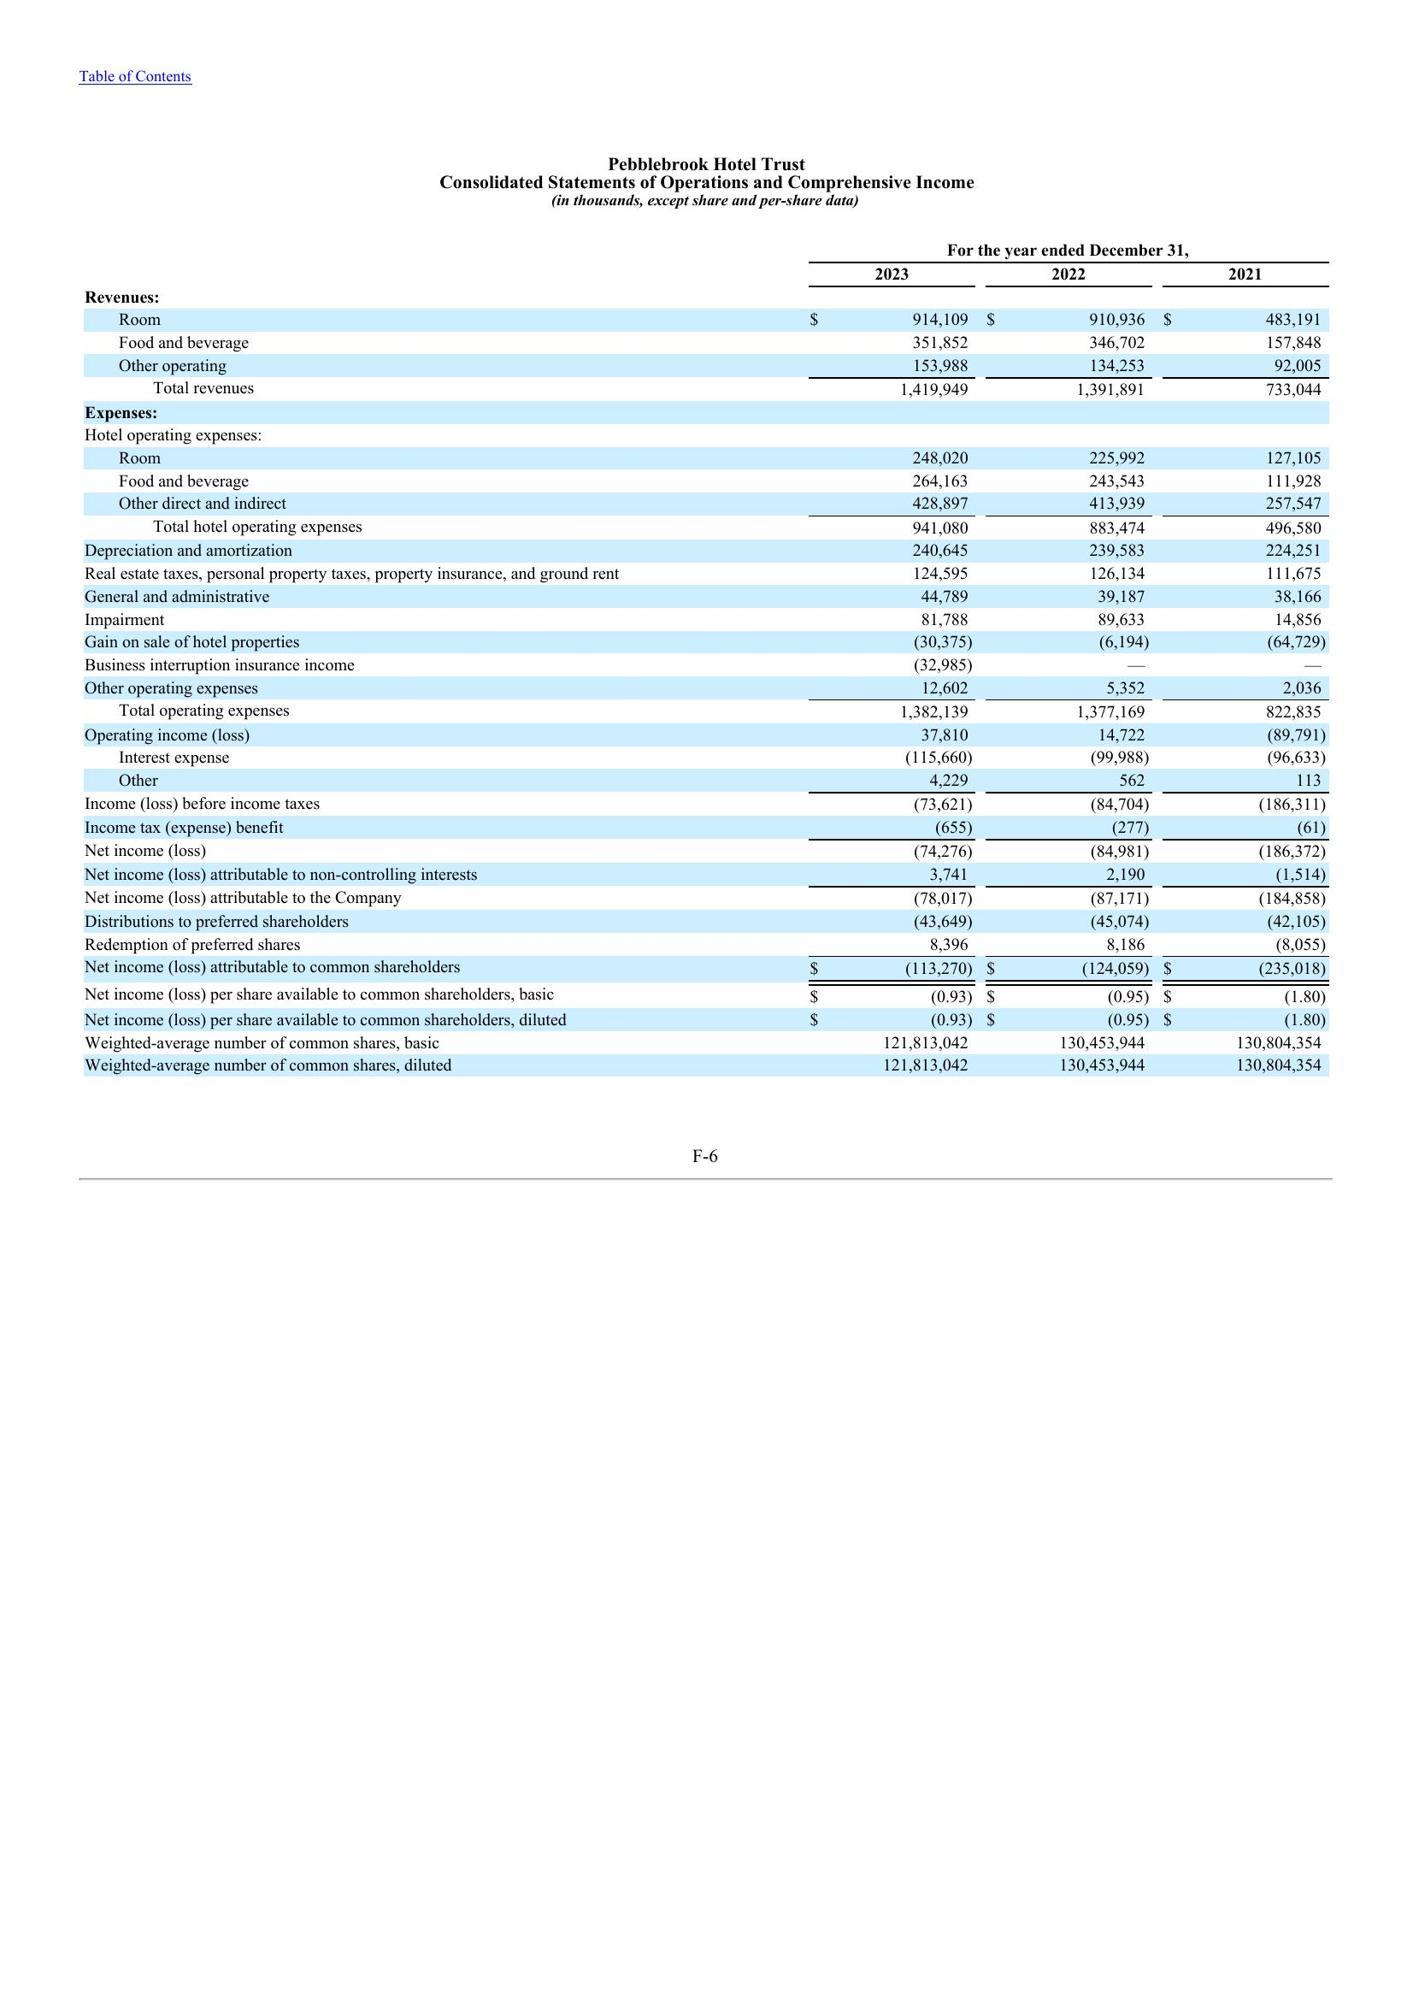 Table of Contents
Pebblebrook Hotel Trust
Consolidated Statements of Operations and Comprehensive Income
(in thousands, except share and per-share data)
For the year ended December 31,
2023 2022 2021
Revenues:
Room $ 914,109 $ 910,936 $ 483,191
Food and beverage 351,852 346,702 157,848
Other operating 153,988 134,253 92,005
Total revenues 1,419,949 1,391,891 733,044
Expenses:
Hotel operating expenses:
Room 248,020 225,992 127,105
Food and beverage 264,163 243,543 111,928
Other direct and indirect 428,897 413,939 257,547
Total hotel operating expenses 941,080 883,474 496,580
Depreciation and amortization 240,645 239,583 224,251
Real estate taxes, personal property taxes, property insurance, and ground rent 124,595 126,134 111,675
General and administrative 44,789 39,187 38,166
Impairment 81,788 89,633 14,856
Gain on sale of hotel properties (30,375) (6,194) (64,729)
Business interruption insurance income (32,985) — —
Other operating expenses 12,602 5,352 2,036
Total operating expenses 1,382,139 1,377,169 822,835
Operating income (loss) 37,810 14,722 (89,791)
Interest expense (115,660) (99,988) (96,633)
Other 4,229 562 113
Income (loss) before income taxes (73,621) (84,704) (186,311)
Income tax (expense) benefit (655) (277) (61)
Net income (loss) (74,276) (84,981) (186,372)
Net income (loss) attributable to non-controlling interests 3,741 2,190 (1,514)
Net income (loss) attributable to the Company (78,017) (87,171) (184,858)
Distributions to preferred shareholders (43,649) (45,074) (42,105)
Redemption of preferred shares 8,396 8,186 (8,055)
Net income (loss) attributable to common shareholders $ (113,270) $ (124,059) $ (235,018)
Net income (loss) per share available to common shareholders, basic $ (0.93) $ (0.95) $ (1.80)
Net income (loss) per share available to common shareholders, diluted $ (0.93) $ (0.95) $ (1.80)
Weighted-average number of common shares, basic 121,813,042 130,453,944 130,804,354
Weighted-average number of common shares, diluted 121,813,042 130,453,944 130,804,354
F-6